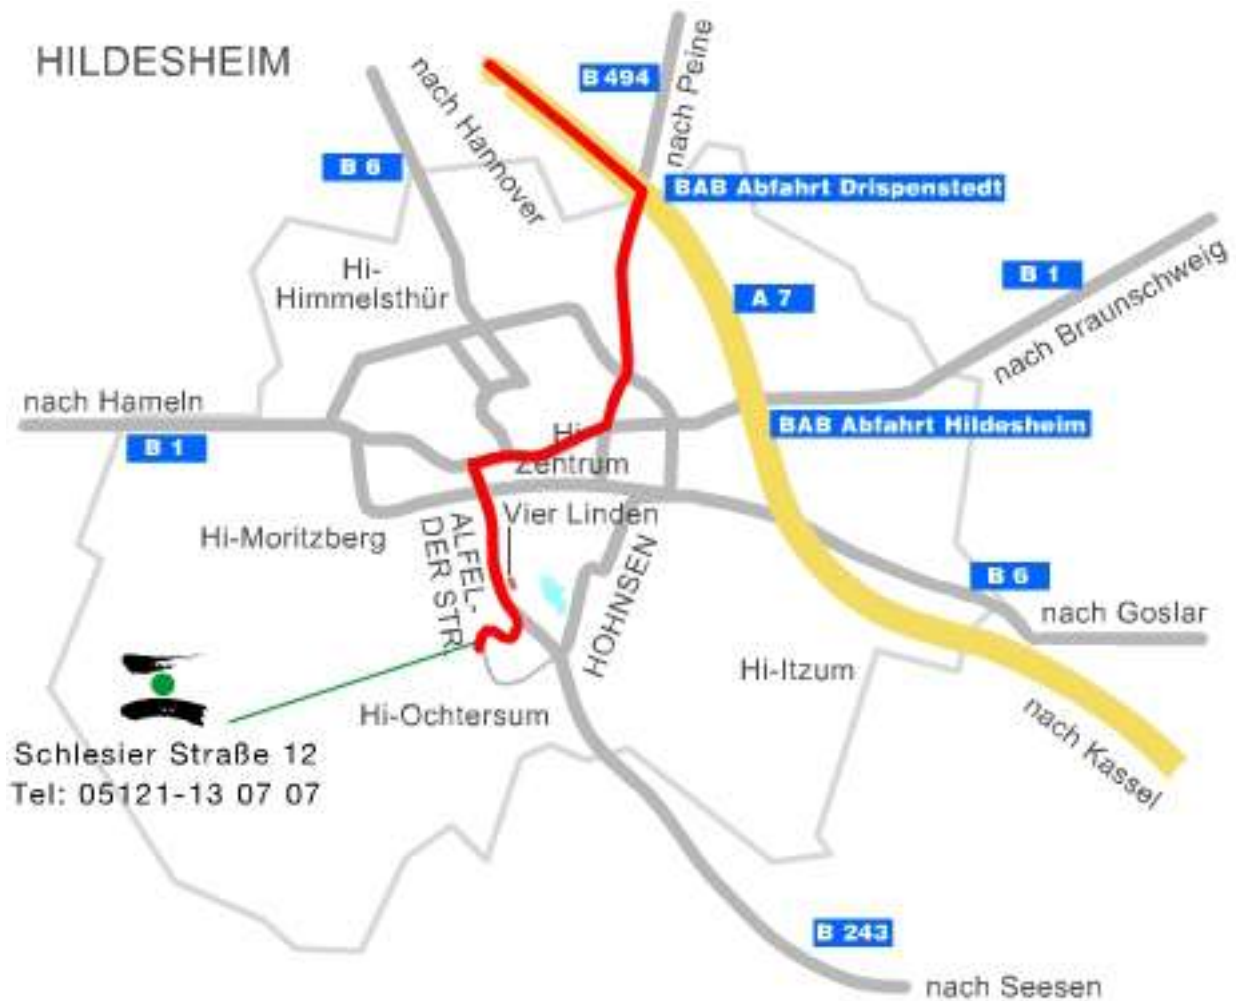 HILDESHEIM
B 494
nach Peine
nach Hannover
B 6
BAB Abfahrt Drispenstedt
Hi-
Himmelsthür
A 7
B 1
nach Braunschweig
nach Hameln
B 1
BAB Abfahrt Hildesheim
Hi-
Zentrum
Vier Linden
Hi-Moritzberg
ALFEL-
DER STR.
HOHNSEN
B 6
nach Goslar
Hi-Itzum
Hi-Ochtersum
nach Kassel
Schlesier Straße 12
Tel: 05121-13 07 07
B 243
nach Seesen